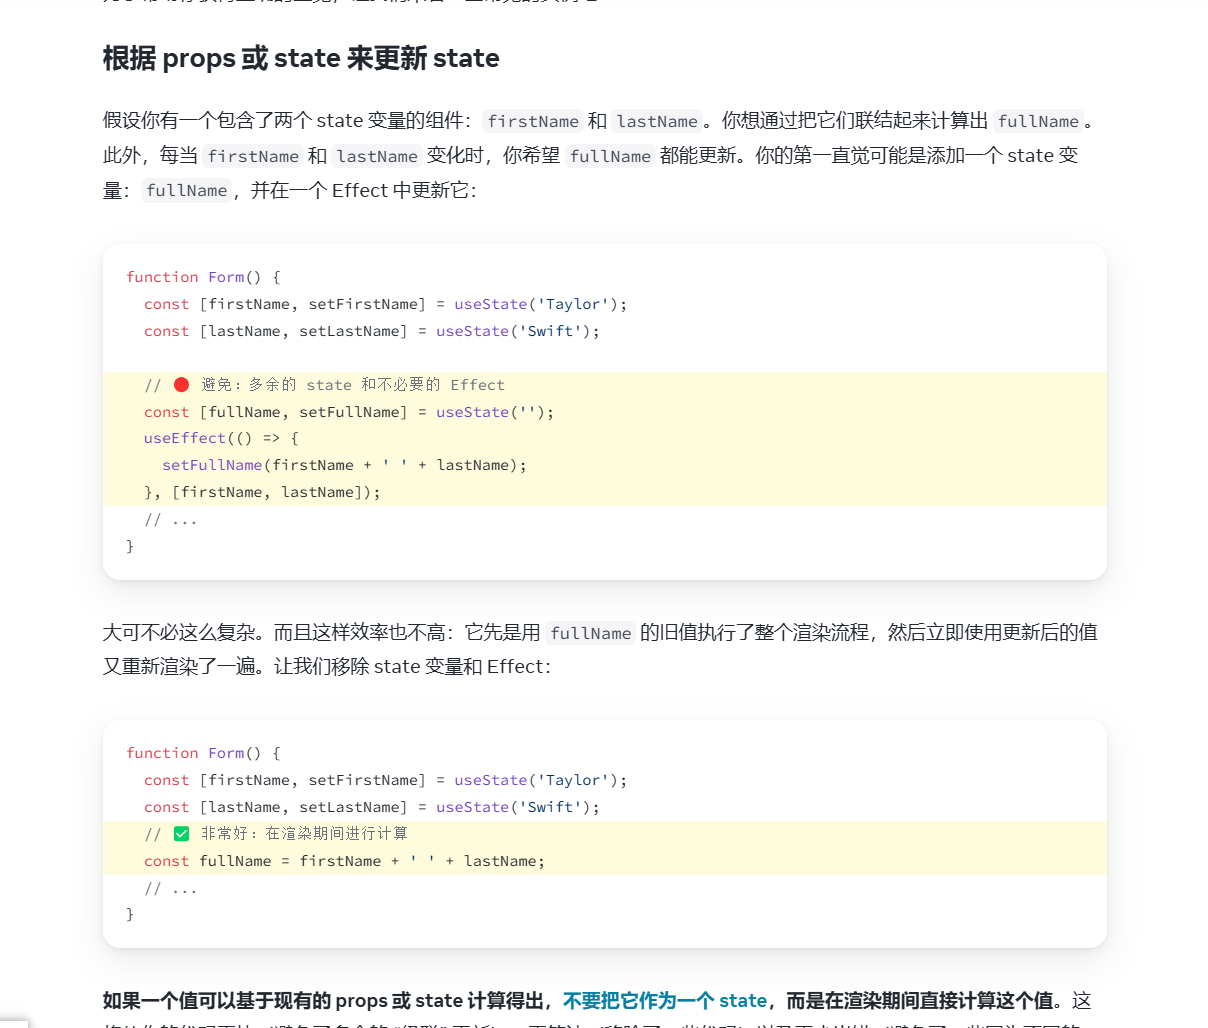 根据 props 或 state 来更新 state
假设你有一个包含了两个 state 变量的组件：firstName 和 lastName。你想通过把它们联结起来计算出 fullName。
此外，每当 firstName 和 lastName 变化时，你希望 fullName 都能更新。你的第一直觉可能是添加一个 state 变
量：fullName，并在一个 Effect 中更新它：
function Form() {
  const [firstName, setFirstName] = useState('Taylor');
  const [lastName, setLastName] = useState('Swift');
  // 🔴 避免：多余的 state 和不必要的 Effect
  const [fullName, setFullName] = useState('');
  useEffect(() => {
    setFullName(firstName + ' ' + lastName);
  }, [firstName, lastName]);
  // ...
}
大可不必这么复杂。而且这样效率也不高：它先是用 fullName 的旧值执行了整个渲染流程，然后立即使用更新后的值
又重新渲染了一遍。让我们移除 state 变量和 Effect：
function Form() {
  const [firstName, setFirstName] = useState('Taylor');
  const [lastName, setLastName] = useState('Swift');
  // ✅ 非常好：在渲染期间进行计算
  const fullName = firstName + ' ' + lastName;
  // ...
}
如果一个值可以基于现有的 props 或 state 计算得出，不要把它作为一个 state，而是在渲染期间直接计算这个值。这